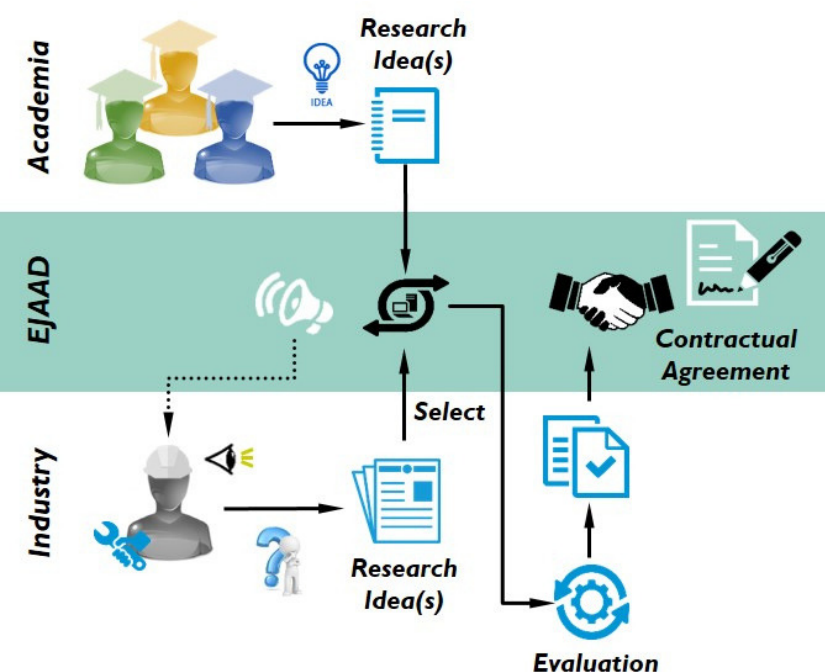 Academia
Research
Idea(s)
IDEA
EJAAD
Contractual
Agreement
Select
Industry
Research
Idea(s)
Evaluation